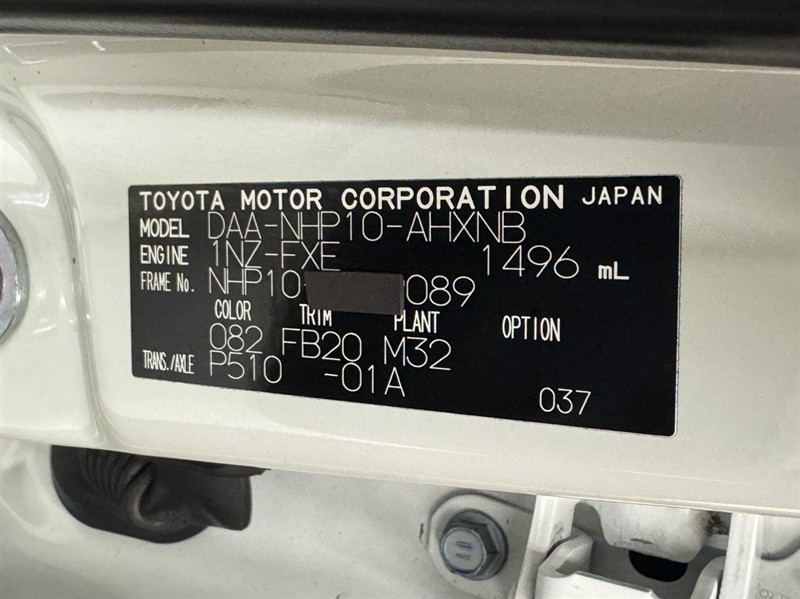 TOYOTA MOTOR CORPORATION JAPAN
MODEL DAA-NHP10-AHXNB
ENGINE 1NZ-FXE 1496 mL
FRAME No. NHP10- 089
COLOR TRIM PLANT OPTION
082 FB20 M32
TRANS./AXLE P510 -01A
037